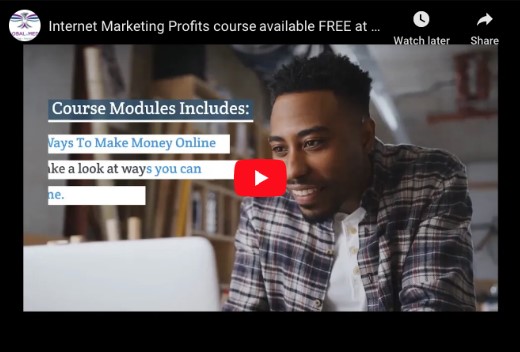 Internet Marketing Profits course available FREE at ...
Watch later
Share
Course Modules Includes:
Ways To Make Money Online
ake a look at ways you can
ne.